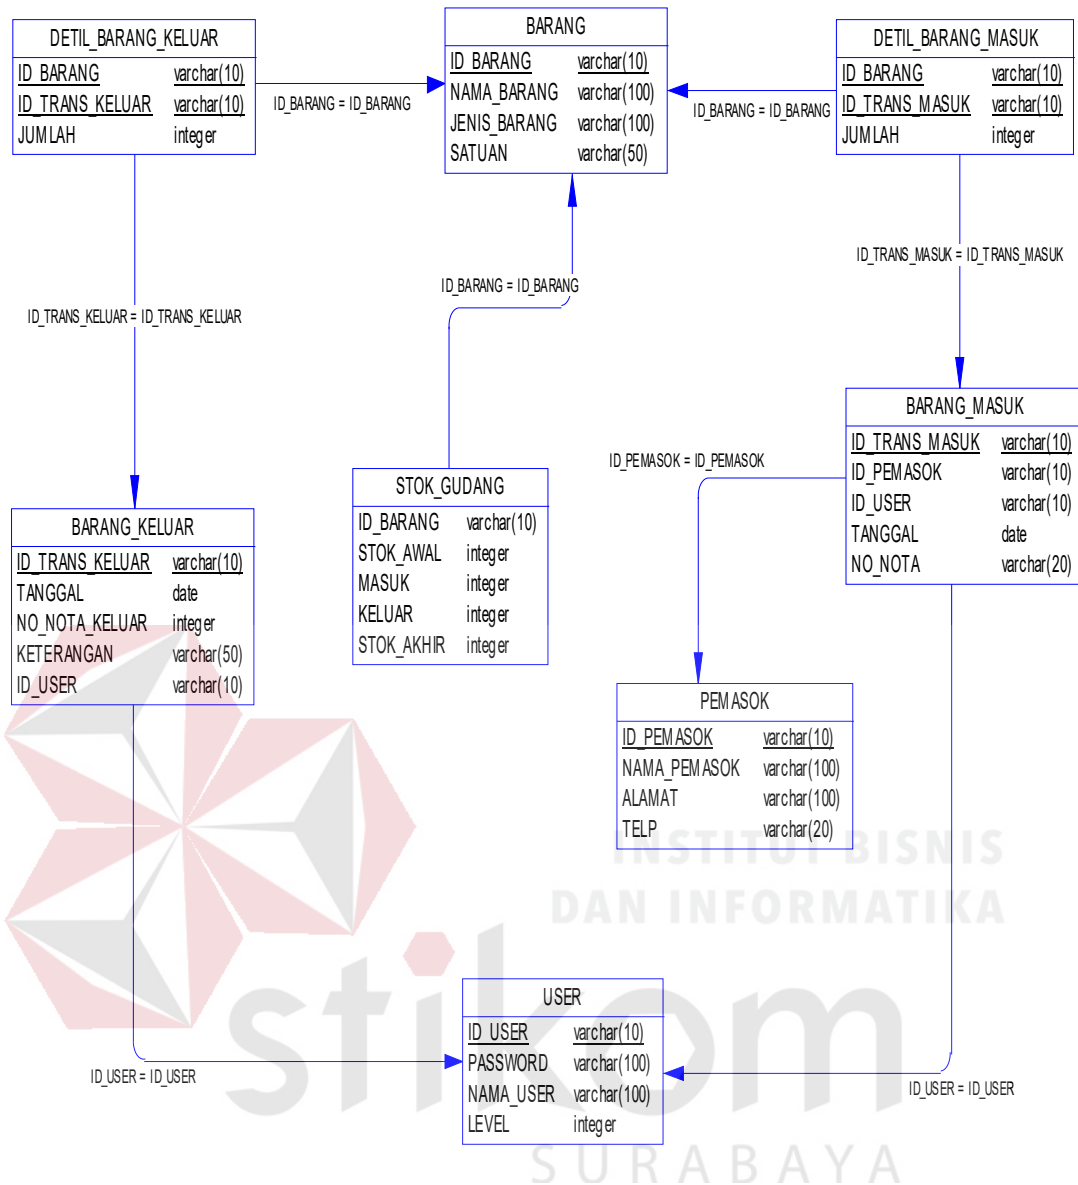 DETIL_BARANG_KELUAR
ID_BARANG varchar(10)
ID_TRANS_KELUAR varchar(10)
JUMLAH integer
BARANG
ID_BARANG varchar(10)
NAMA_BARANG varchar(100)
JENIS_BARANG varchar(100)
SATUAN varchar(50)
DETIL_BARANG_MASUK
ID_BARANG varchar(10)
ID_TRANS_MASUK varchar(10)
JUMLAH integer
ID_BARANG = ID_BARANG
ID_BARANG = ID_BARANG
ID_TRANS_MASUK = ID_TRANS_MASUK
ID_BARANG = ID_BARANG
ID_TRANS_KELUAR = ID_TRANS_KELUAR
BARANG_MASUK
ID_TRANS_MASUK varchar(10)
ID_PEMASOK varchar(10)
ID_USER varchar(10)
TANGGAL date
NO_NOTA varchar(20)
ID_PEMASOK = ID_PEMASOK
STOK_GUDANG
ID_BARANG varchar(10)
STOK_AWAL integer
MASUK integer
KELUAR integer
STOK_AKHIR integer
BARANG_KELUAR
ID_TRANS_KELUAR varchar(10)
TANGGAL date
NO_NOTA_KELUAR integer
KETERANGAN varchar(50)
ID_USER varchar(10)
PEMASOK
ID_PEMASOK varchar(10)
NAMA_PEMASOK varchar(100)
ALAMAT varchar(100)
TELP varchar(20)
INSTITUT BISNIS
DAN INFORMATIKA
stikom
SURABAYA
USER
ID_USER varchar(10)
PASSWORD varchar(100)
NAMA_USER varchar(100)
LEVEL integer
ID_USER = ID_USER
ID_USER = ID_USER